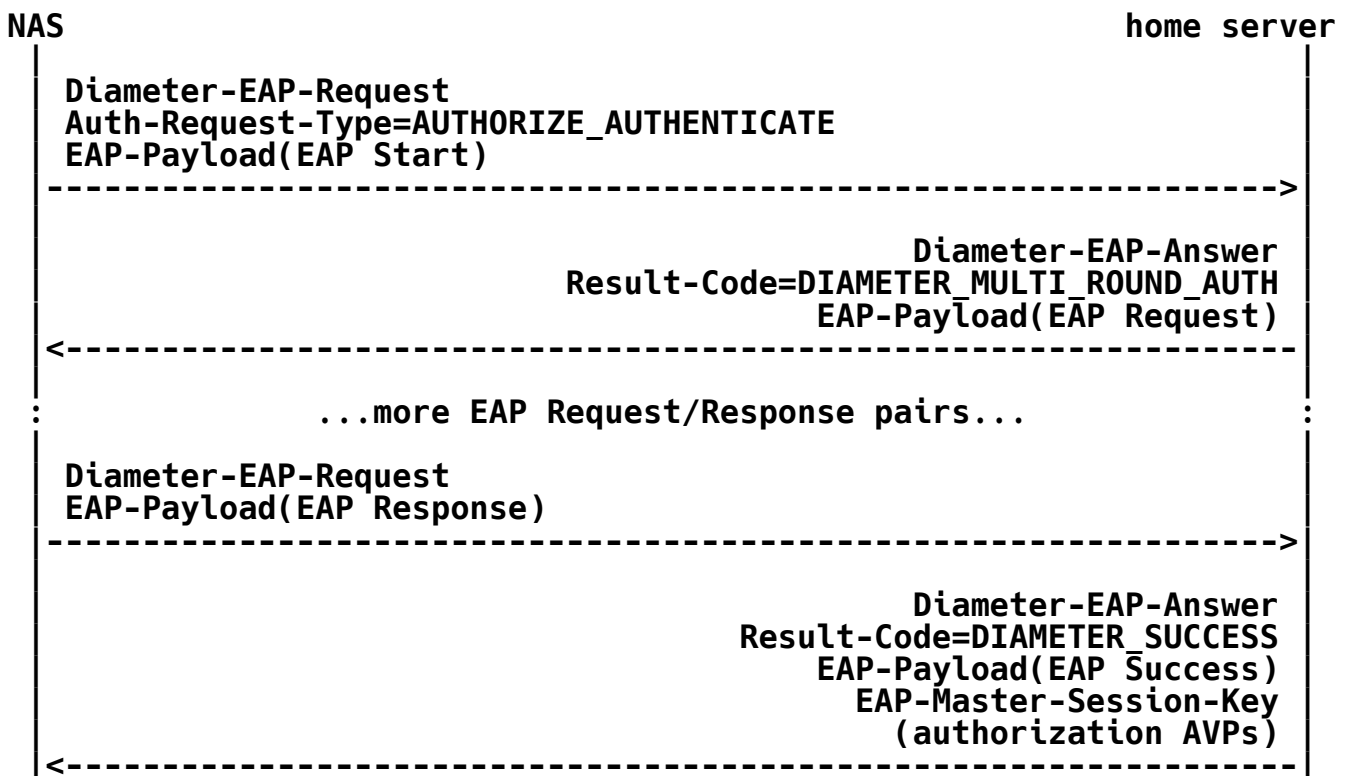 NAS home server
Diameter-EAP-Request
Auth-Request-Type=AUTHORIZE_AUTHENTICATE
EAP-Payload(EAP Start)
Diameter-EAP-Answer
Result-Code=DIAMETER_MULTI_ROUND_AUTH
EAP-Payload(EAP Request)
...more EAP Request/Response pairs...
Diameter-EAP-Request
EAP-Payload(EAP Response)
Diameter-EAP-Answer
Result-Code=DIAMETER_SUCCESS
EAP-Payload(EAP Success)
EAP-Master-Session-Key
(authorization AVPs)